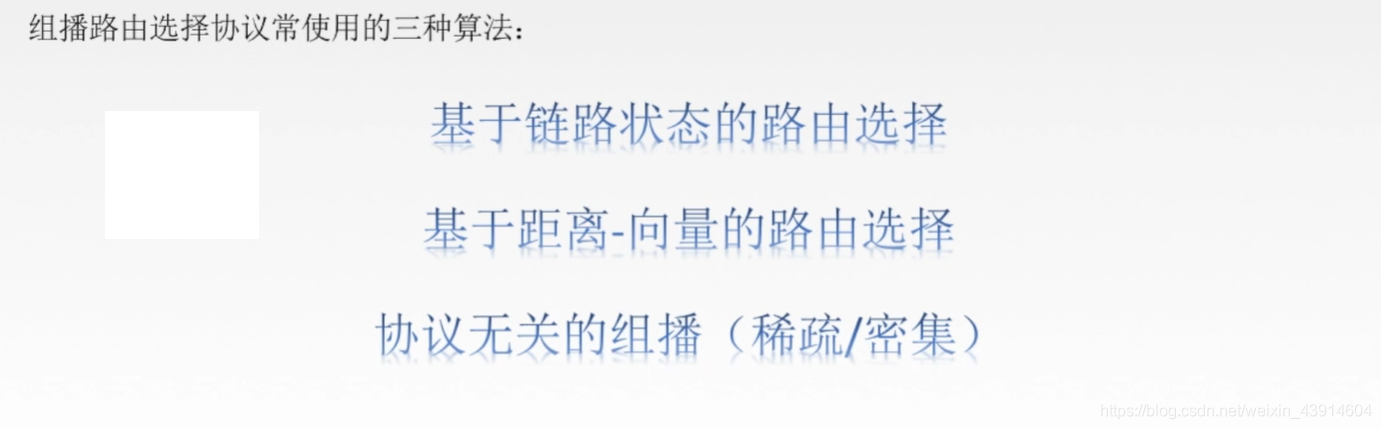 组播路由选择协议常使用的三种算法：
基于链路状态的路由选择
基于距离-向量的路由选择
协议无关的组播（稀疏/密集）
https://blog.csdn.net/weixin_43914604